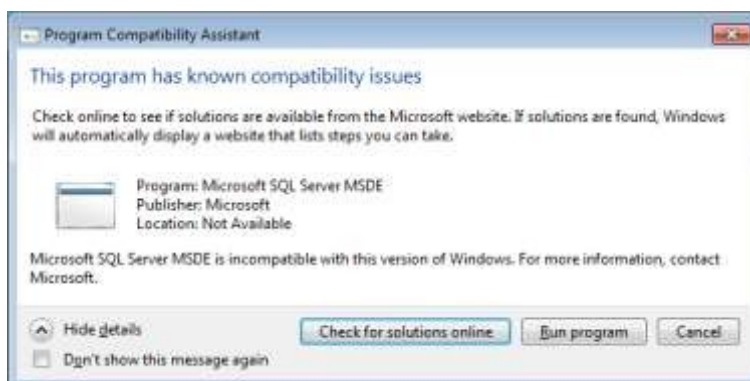 Program Compatibility Assistant
This program has known compatibility issues
Check online to see if solutions are available from the Microsoft website. If solutions are found, Windows
will automatically display a website that lists steps you can take.
Program: Microsoft SQL Server MSDE
Publisher: Microsoft
Location: Not Available
Microsoft SQL Server MSDE is incompatible with this version of Windows. For more information, contact
Microsoft.
Hide details
Check for solutions online
Run program
Cancel
Don't show this message again